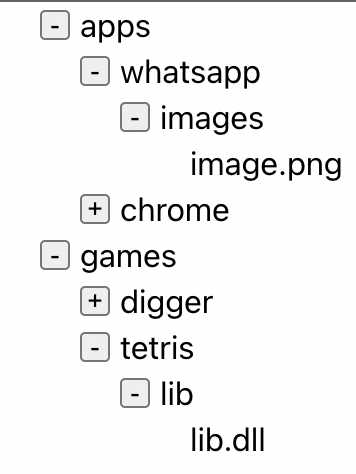 - apps
- whatsapp
- images
image.png
+ chrome
- games
+ digger
- tetris
- lib
lib.dll